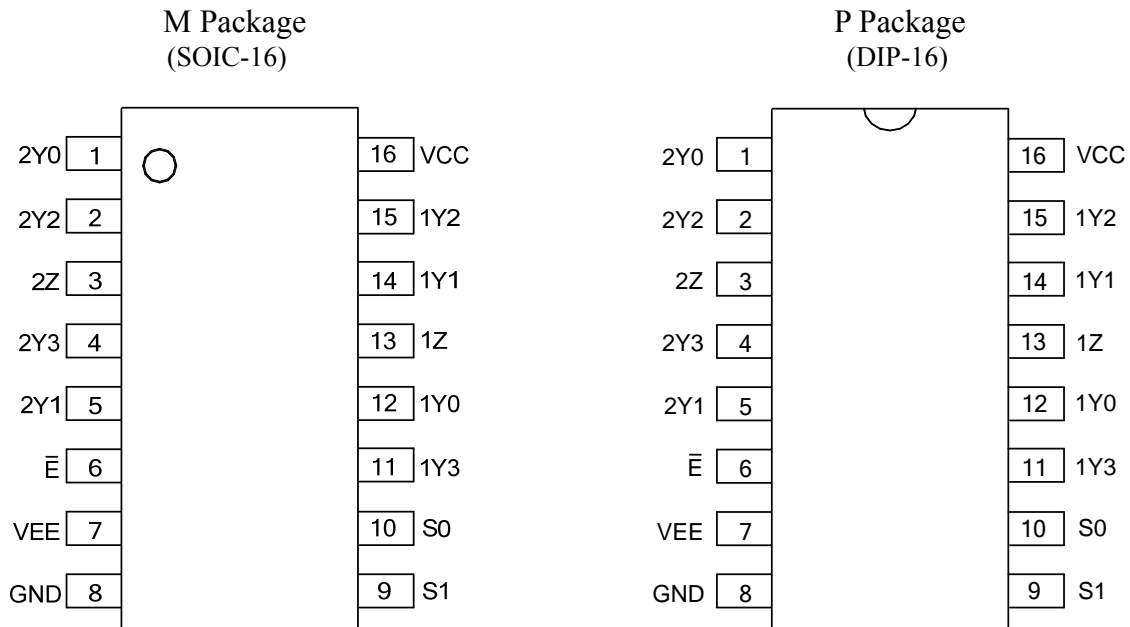 M Package
(SOIC-16)
2Y0 1 16 VCC
2Y2 2 15 1Y2
2Z 3 14 1Y1
2Y3 4 13 1Z
2Y1 5 12 1Y0
E̅ 6 11 1Y3
VEE 7 10 S0
GND 8 9 S1
P Package
(DIP-16)
2Y0 1 16 VCC
2Y2 2 15 1Y2
2Z 3 14 1Y1
2Y3 4 13 1Z
2Y1 5 12 1Y0
E̅ 6 11 1Y3
VEE 7 10 S0
GND 8 9 S1